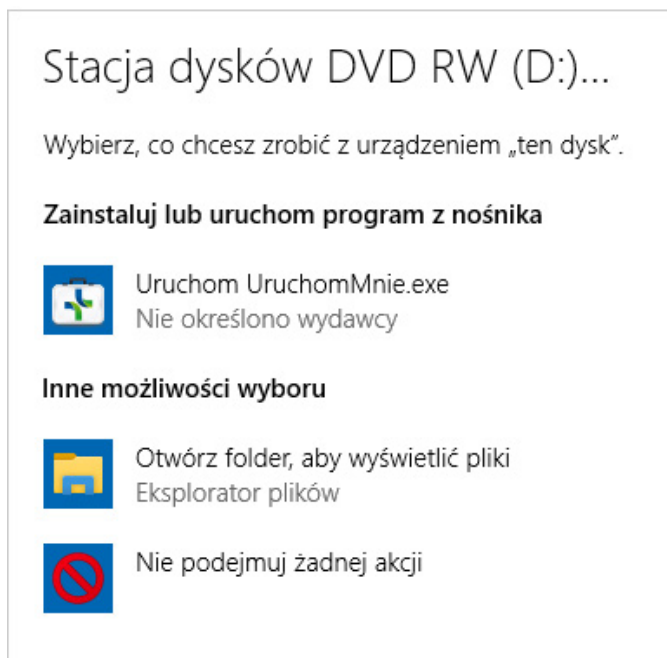 Stacja dysków DVD RW (D:)...
Wybierz, co chcesz zrobić z urządzeniem „ten dysk”.
Zainstaluj lub uruchom program z nośnika
Uruchom UruchomMnie.exe
Nie określono wydawcy
Inne możliwości wyboru
Otwórz folder, aby wyświetlić pliki
Eksplorator plików
Nie podejmuj żadnej akcji